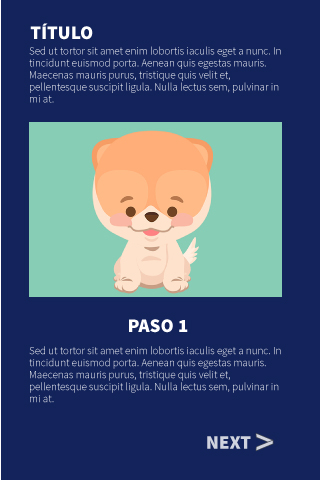 TÍTULO
Sed ut tortor sit amet enim lobortis iaculis eget a nunc. In
tincidunt euismod porta. Aenean quis egestas mauris.
Maecenas mauris purus, tristique quis velit et,
pellentesque suscipit ligula. Nulla lectus sem, pulvinar in
mi at.
PASO 1
Sed ut tortor sit amet enim lobortis iaculis eget a nunc. In
tincidunt euismod porta. Aenean quis egestas mauris.
Maecenas mauris purus, tristique quis velit et,
pellentesque suscipit ligula. Nulla lectus sem, pulvinar in
mi at.
NEXT >